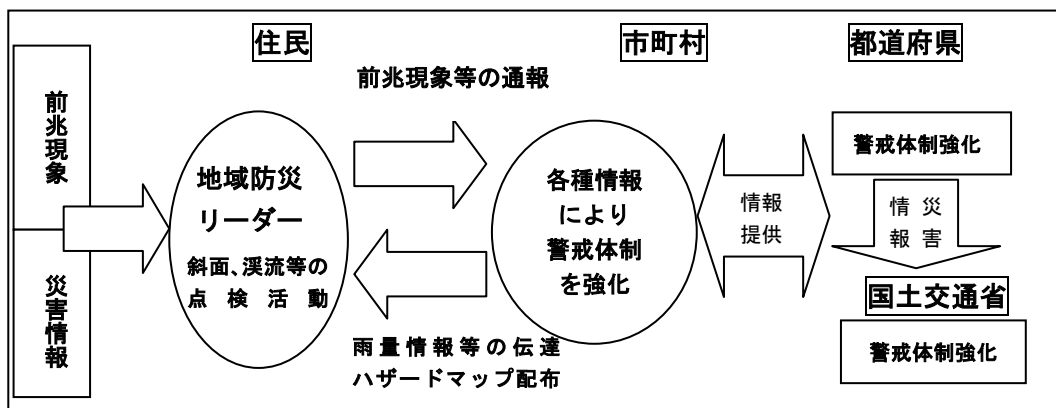 住民
市町村
都道府県
前兆現象
災害情報
前兆現象等の通報
地域防災
リーダー
斜面、渓流等の
点検活動
各種情報
により
警戒体制
を強化
情報
提供
警戒体制強化
災害
情報
国土交通省
警戒体制強化
雨量情報等の伝達
ハザードマップ配布